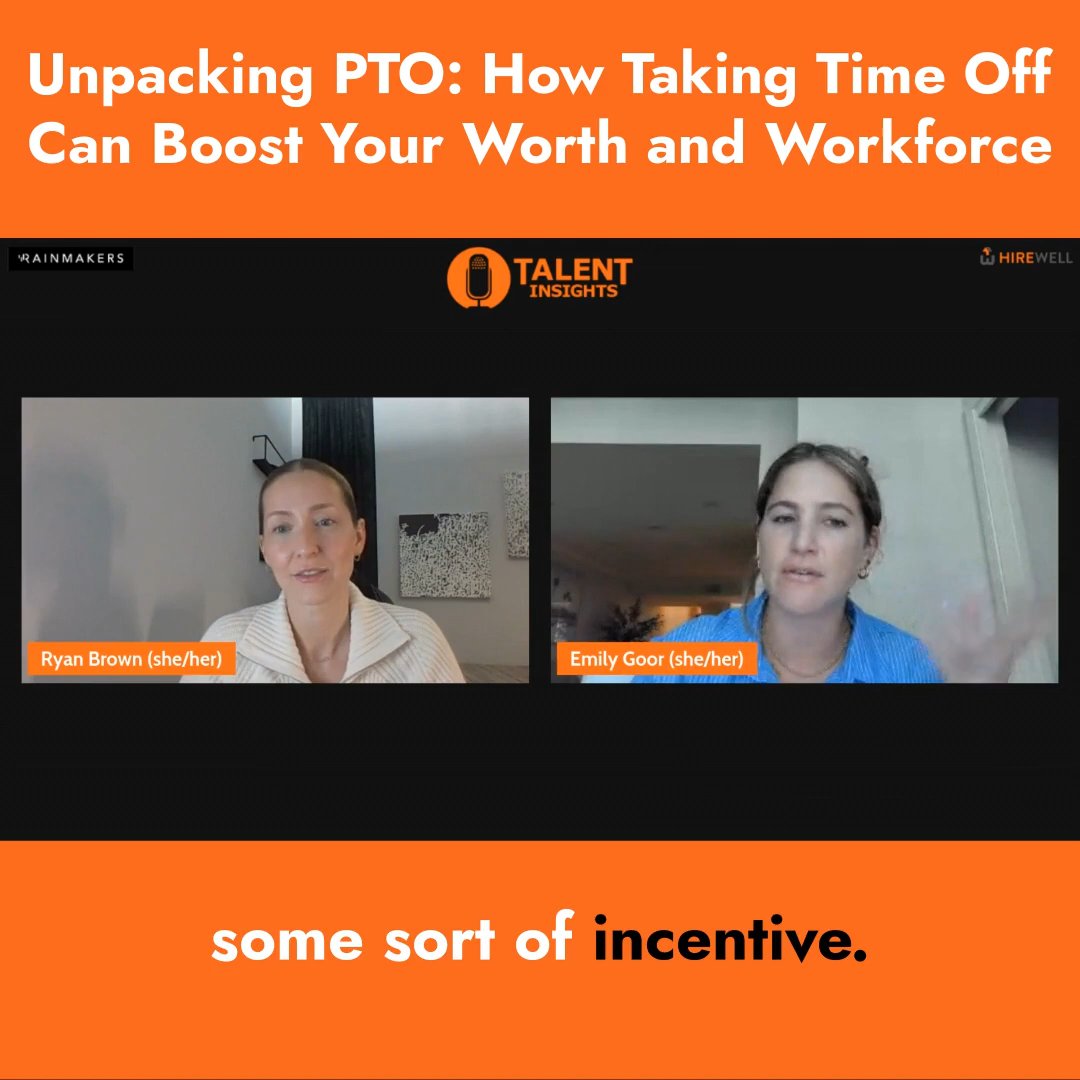 Unpacking PTO: How Taking Time Off
Can Boost Your Worth and Workforce
RAINMAKERS
TALENT
INSIGHTS
HIREWELL
Ryan Brown (she/her)
Emily Goor (she/her)
some sort of incentive.